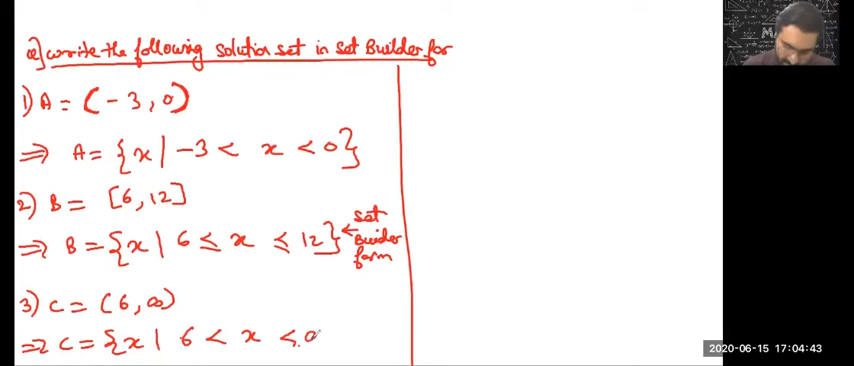 Q] Write the following solution set in Set Builder for
1) A = (-3, 0)
⇒ A = {x | -3 < x < 0}
2) B = [6, 12]
⇒ B = {x | 6 ≤ x ≤ 12} ← Set Builder form
3) C = (6, ∞)
⇒ C = {x | 6 < x <
2020-06-15 17:04:43